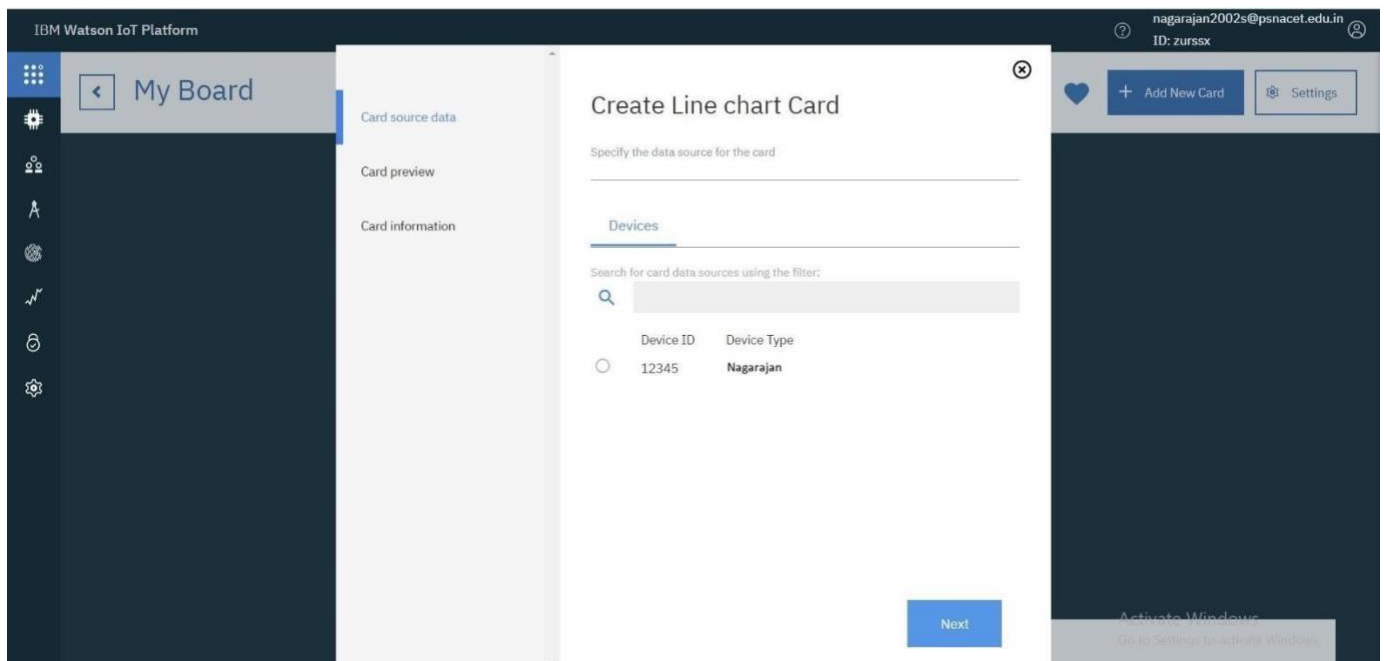 IBM Watson IoT Platform
nagarajan2002s@psnacet.edu.in
ID: zurssx
My Board
Add New Card
Settings
Card source data
Card preview
Card information
Create Line chart Card
Specify the data source for the card
Devices
Search for card data sources using the filter:
Device ID Device Type
12345 Nagarajan
Next
Activate Windows
Go to Settings to activate Windows.